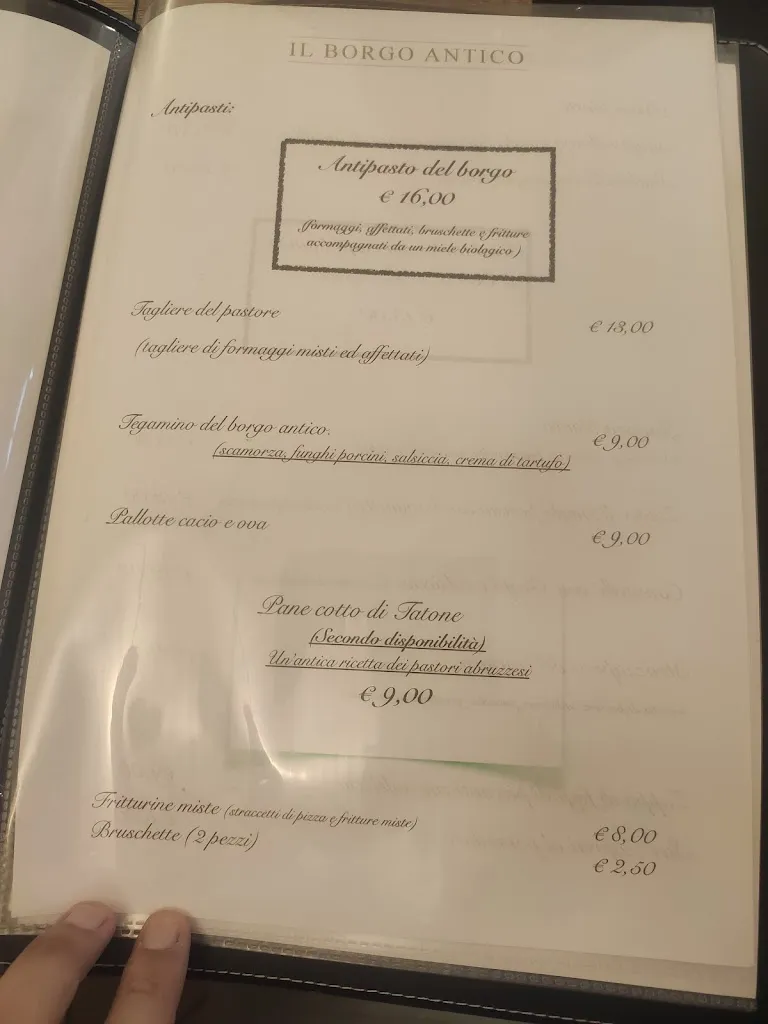 IL BORGO ANTICO
Antipasti:
Antipasto del borgo
€ 16,00
(formaggi, affettati, bruschette e fritture
accompagnati da un miele biologico)
Tagliere del pastore
€ 13,00
(tagliere di formaggi misti ed affettati)
Tegamino del borgo antico.
€ 9,00
(scamorza, funghi porcini, salsiccia, crema di tartufo)
Pallotte cacio e ova
€ 9,00
Pane cotto di Tatone
(Secondo disponibilità)
Un'antica ricetta dei pastori abruzzesi
€ 9,00
Fritturine miste (straccetti di pizza e fritture miste)
€ 8,00
Bruschette (2 pezzi)
€ 2,50